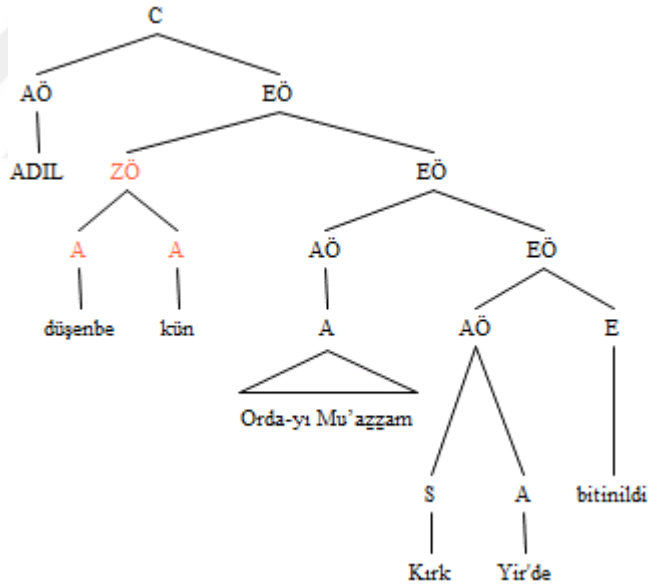 C
AÖ EÖ
ADIL ZÖ EÖ
A A AÖ EÖ
düşenbe kün A AÖ E
Orda-yı Mu’aẓẓam
S A bitinildi
Kırk Yir'de